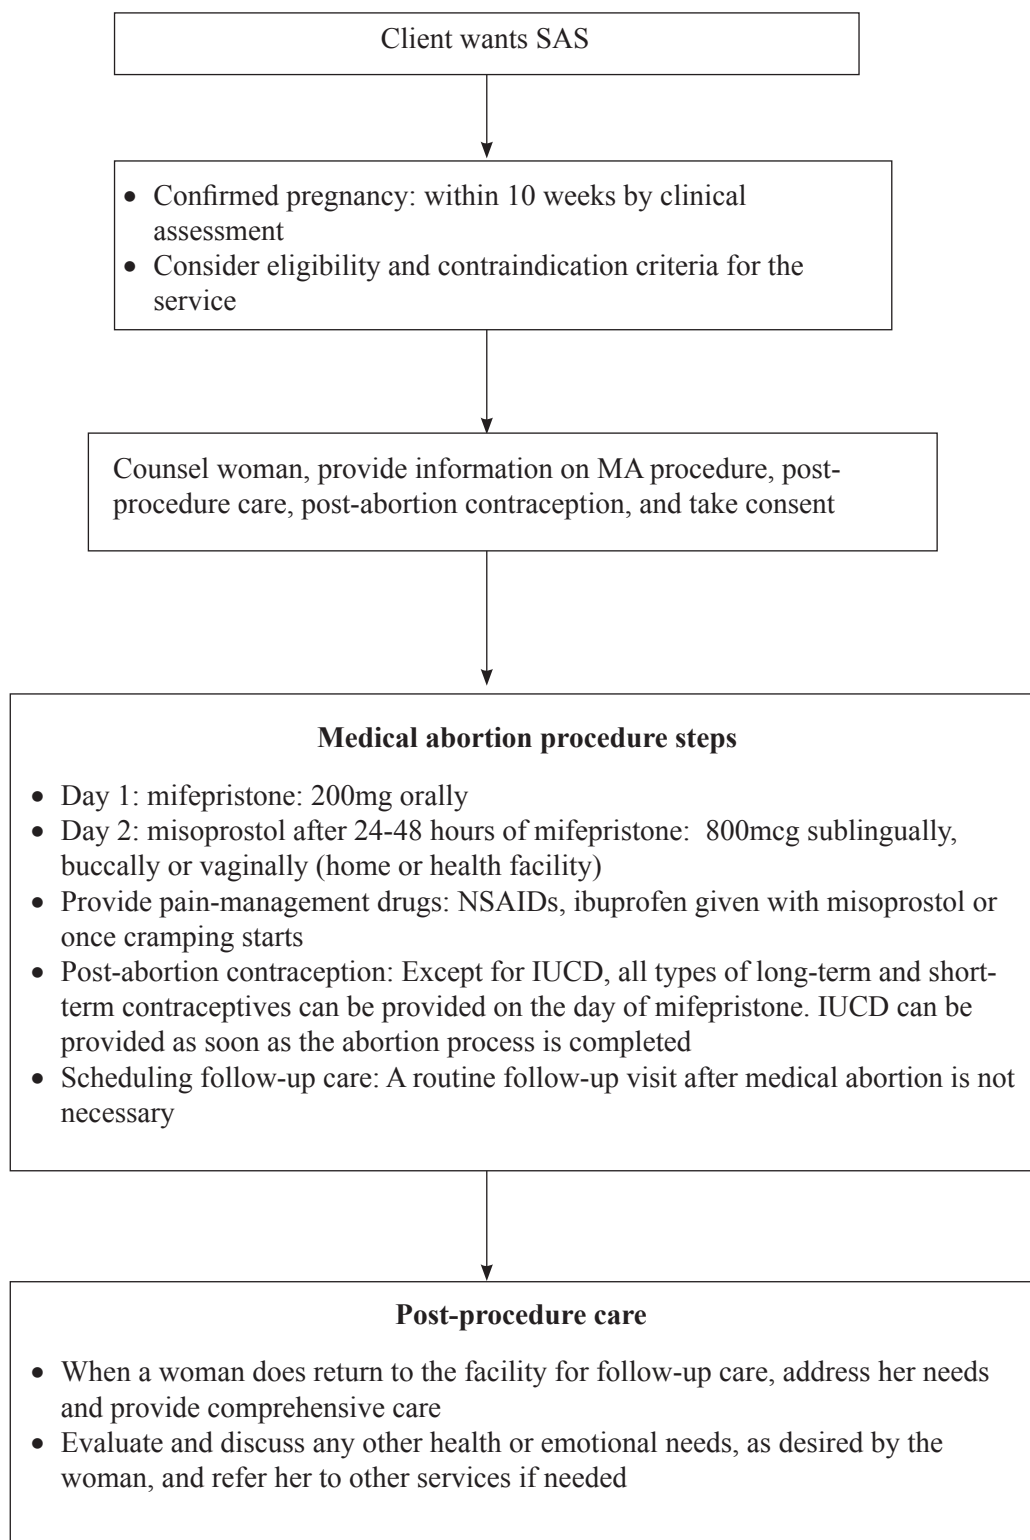 Client wants SAS
• Confirmed pregnancy: within 10 weeks by clinical
assessment
• Consider eligibility and contraindication criteria for the
service
Counsel woman, provide information on MA procedure, post-
procedure care, post-abortion contraception, and take consent
Medical abortion procedure steps
• Day 1: mifepristone: 200mg orally
• Day 2: misoprostol after 24-48 hours of mifepristone:  800mcg sublingually,
buccally or vaginally (home or health facility)
• Provide pain-management drugs: NSAIDs, ibuprofen given with misoprostol or
once cramping starts
• Post-abortion contraception: Except for IUCD, all types of long-term and short-
term contraceptives can be provided on the day of mifepristone. IUCD can be
provided as soon as the abortion process is completed
• Scheduling follow-up care: A routine follow-up visit after medical abortion is not
necessary
Post-procedure care
• When a woman does return to the facility for follow-up care, address her needs
and provide comprehensive care
• Evaluate and discuss any other health or emotional needs, as desired by the
woman, and refer her to other services if needed